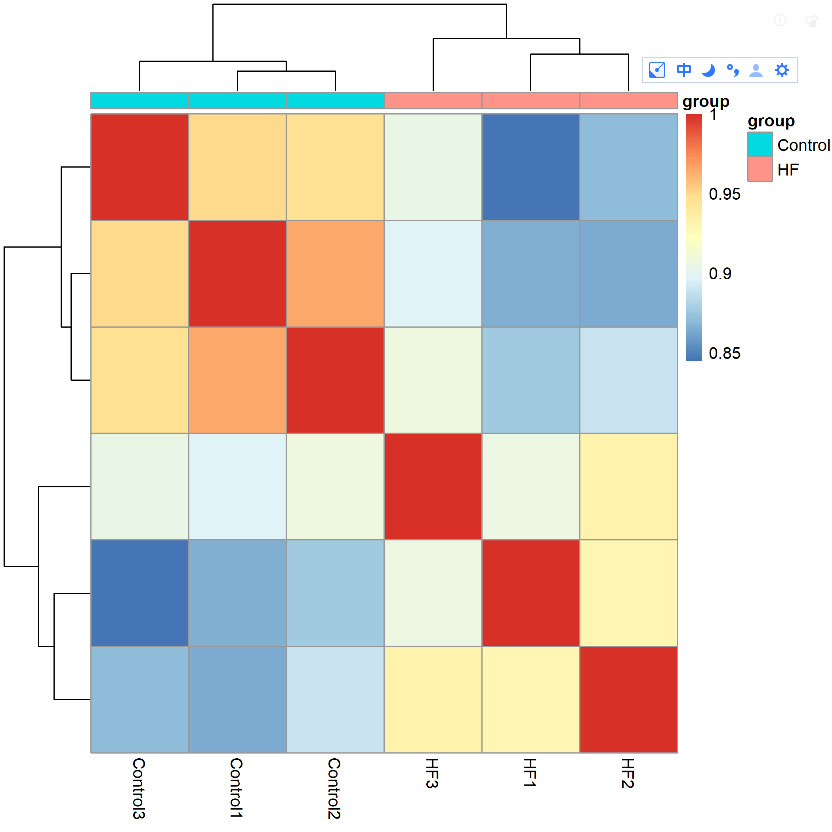 中
group
group
Control
HF
1
0.95
0.9
0.85
Control3
Control1
Control2
HF3
HF1
HF2